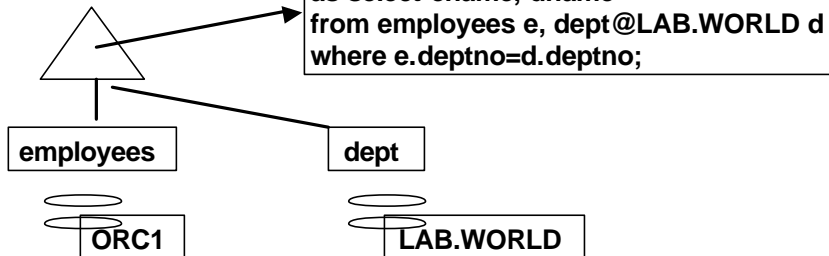 as select ename, dname
from employees e, dept@LAB.WORLD d
where e.deptno=d.deptno;
employees
dept
ORC1
LAB.WORLD